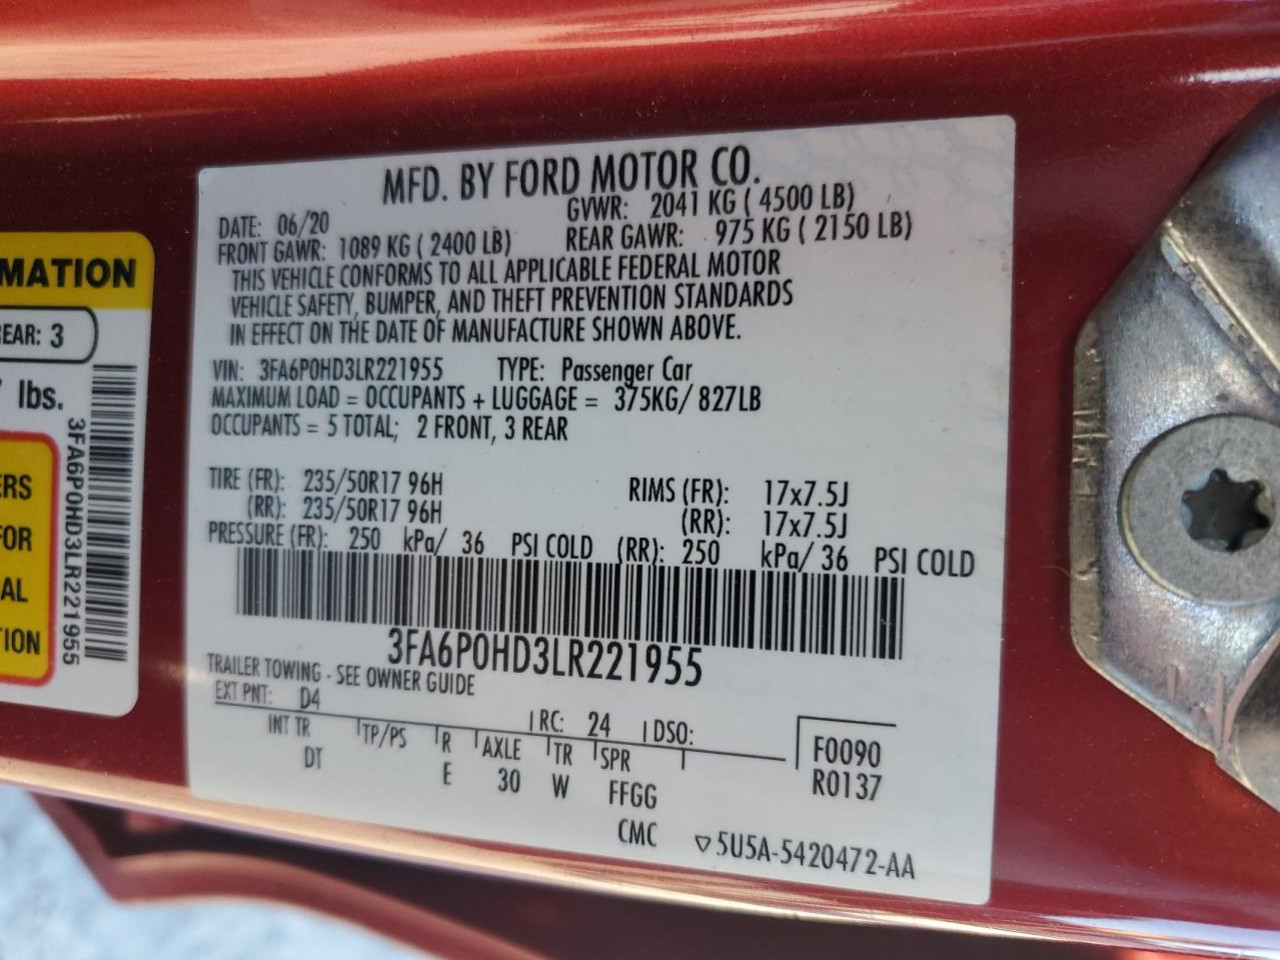 MFD. BY FORD MOTOR CO.
DATE: 06/20 GVWR: 2041 KG ( 4500 LB)
FRONT GAWR: 1089 KG ( 2400 LB) REAR GAWR: 975 KG ( 2150 LB)
THIS VEHICLE CONFORMS TO ALL APPLICABLE FEDERAL MOTOR
VEHICLE SAFETY, BUMPER, AND THEFT PREVENTION STANDARDS
IN EFFECT ON THE DATE OF MANUFACTURE SHOWN ABOVE.
VIN: 3FA6P0HD3LR221955 TYPE: Passenger Car
MAXIMUM LOAD = OCCUPANTS + LUGGAGE = 375KG/ 827LB
OCCUPANTS = 5 TOTAL; 2 FRONT, 3 REAR
TIRE (FR): 235/50R17 96H RIMS (FR): 17x7.5J
(RR): 235/50R17 96H (RR): 17x7.5J
PRESSURE (FR): 250 kPa/ 36 PSI COLD (RR): 250 kPa/ 36 PSI COLD
3FA6P0HD3LR221955
TRAILER TOWING - SEE OWNER GUIDE
EXT PNT: D4 RC: 24 DSO:
INT TR TP/PS R AXLE TR SPR F0090
DT E 30 W FFGG R0137
CMC ▽5U5A-5420472-AA
MATION
EAR: 3
lbs.
3FA6P0HD3LR221955
ERS
FOR
AL
TION